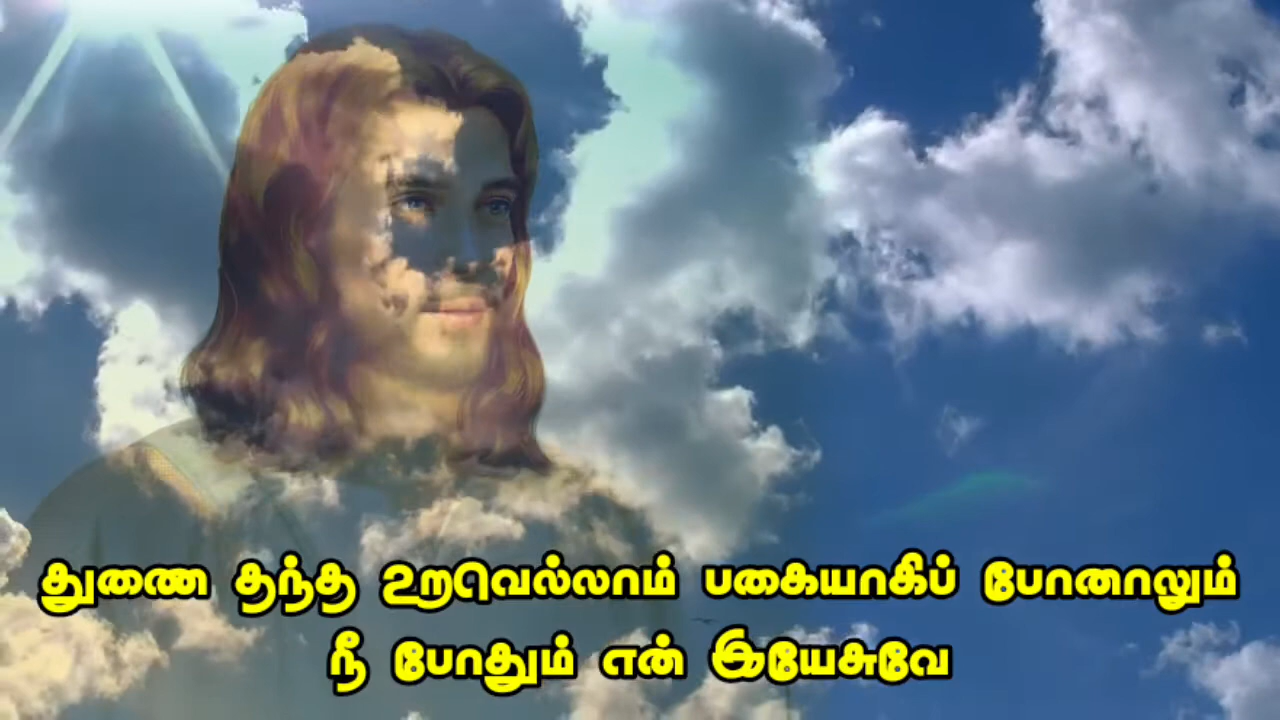 துணை தந்த உறவெல்லாம் பகையாகிப் போனாலும்
நீ போதும் என் இயேசுவே